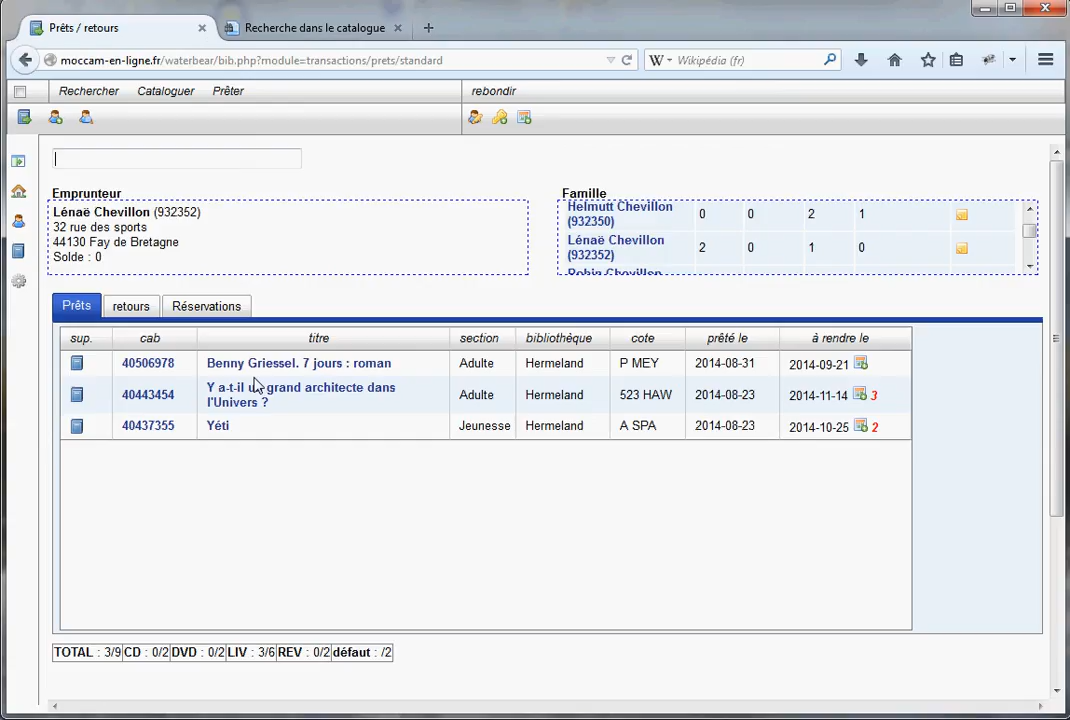 Prêts / retours
Recherche dans le catalogue
moccam-en-ligne.fr/waterbear/bib.php?module=transactions/prets/standard
W
Wikipédia (fr)
Rechercher Cataloguer Prêter
rebondir
Emprunteur
Lénaë Chevillon (932352)
32 rue des sports
44130 Fay de Bretagne
Solde : 0
Famille
Helmutt Chevillon
(932350) 0 0 2 1
Lénaë Chevillon
(932352) 2 0 1 0
Robin Chevillon
Prêts retours Réservations
sup. cab titre section bibliothèque cote prêté le à rendre le
40506978 Benny Griessel. 7 jours : roman Adulte Hermeland P MEY 2014-08-31 2014-09-21
40443454 Y a-t-il un grand architecte dans
l'Univers ? Adulte Hermeland 523 HAW 2014-08-23 2014-11-14 3
40437355 Yéti Jeunesse Hermeland A SPA 2014-08-23 2014-10-25 2
TOTAL : 3/9 CD : 0/2 DVD : 0/2 LIV : 3/6 REV : 0/2 défaut : /2